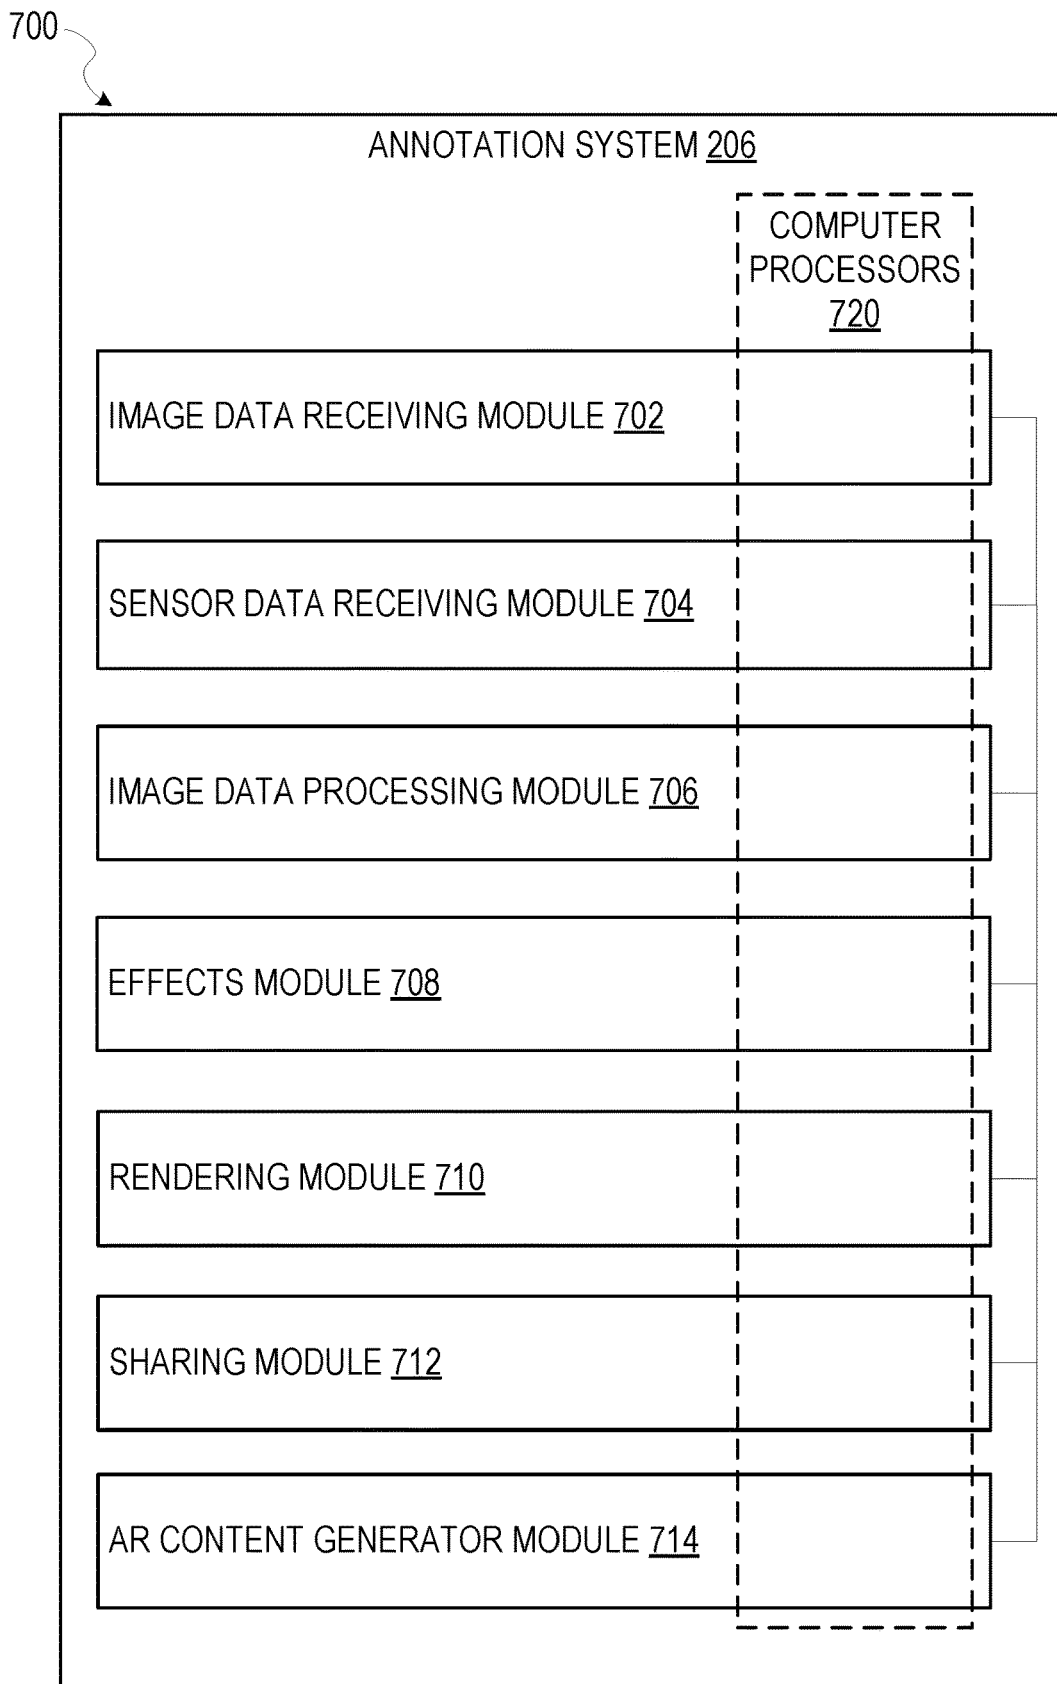 700
ANNOTATION SYSTEM 206
COMPUTER
PROCESSORS
720
IMAGE DATA RECEIVING MODULE 702
SENSOR DATA RECEIVING MODULE 704
IMAGE DATA PROCESSING MODULE 706
EFFECTS MODULE 708
RENDERING MODULE 710
SHARING MODULE 712
AR CONTENT GENERATOR MODULE 714